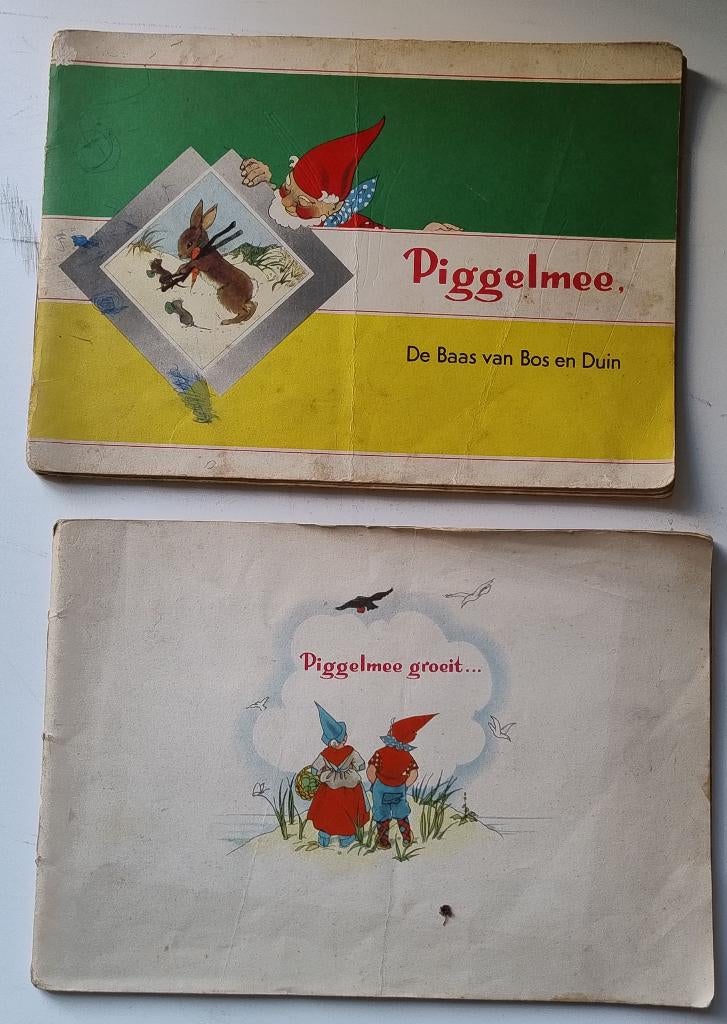 Piggelmee,
De Baas van Bos en Duin
Piggelmee groeit...